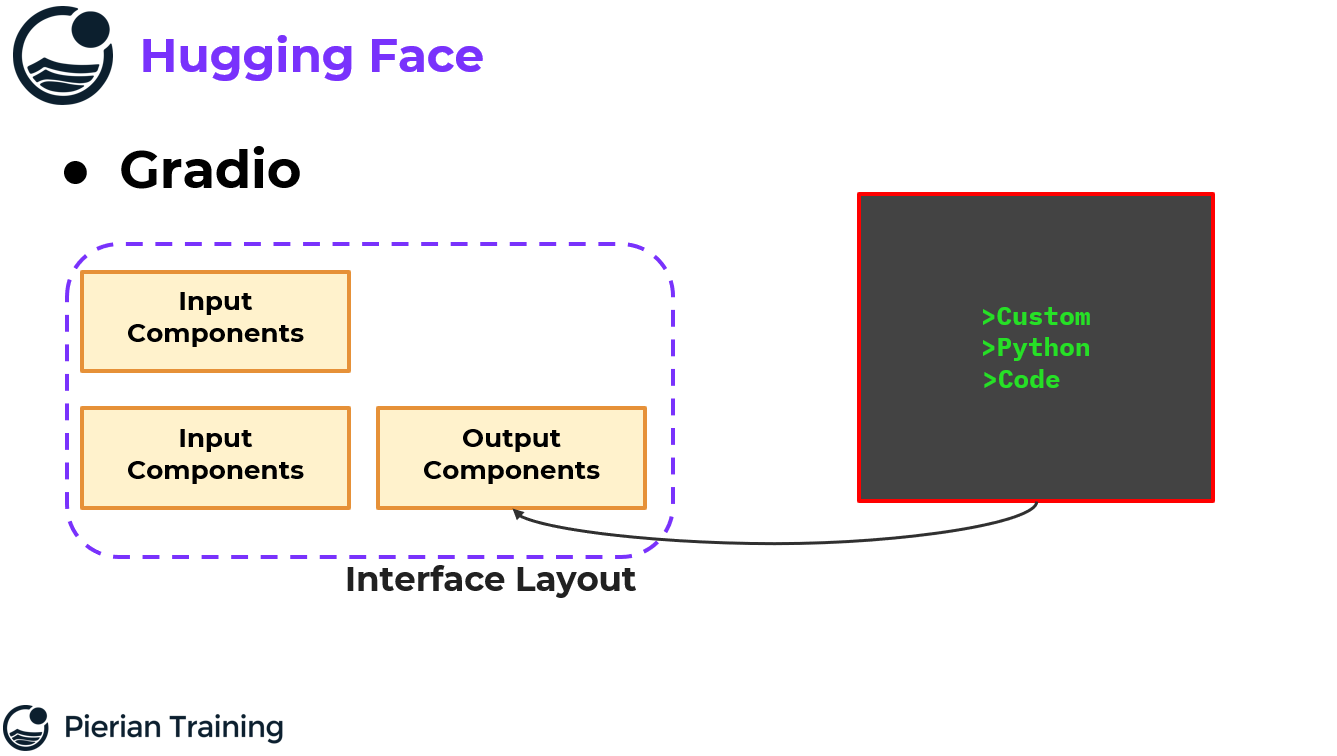 Hugging Face
● Gradio
Input
Components
Input
Components
Output
Components
Interface Layout
>Custom
>Python
>Code
Pierian Training